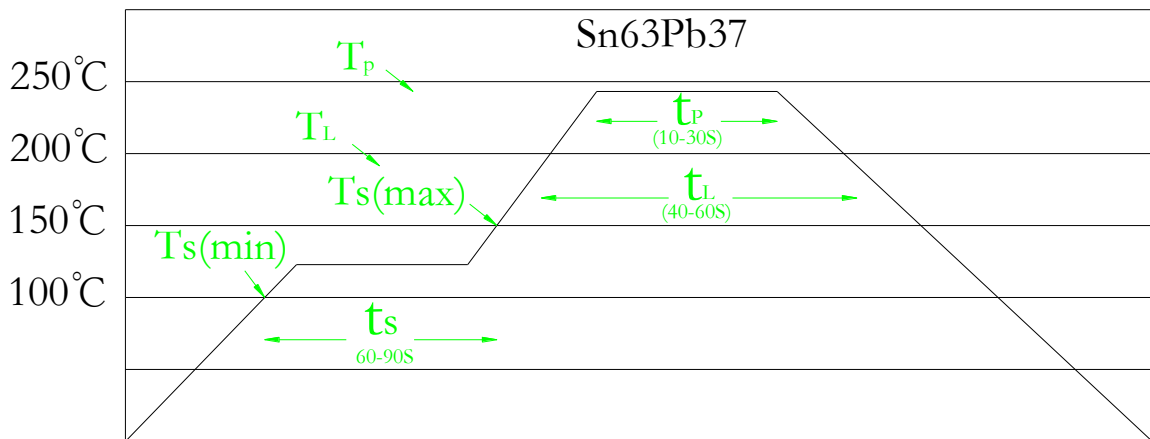 Sn63Pb37
250℃
Tp
tP
(10-30S)
TL
200℃
Ts(max)
tL
(40-60S)
150℃
Ts(min)
100℃
ts
60-90S